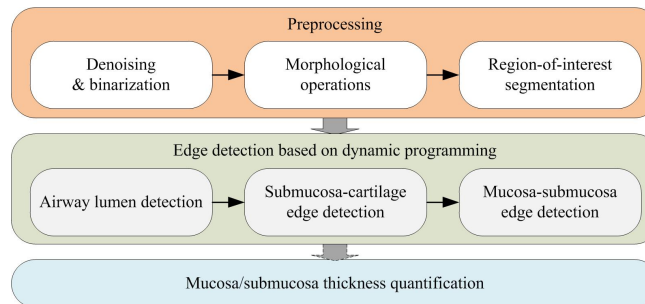 Preprocessing
Denoising
& binarization
Morphological
operations
Region-of-interest
segmentation
Edge detection based on dynamic programming
Airway lumen detection
Submucosa-cartilage
edge detection
Mucosa-submucosa
edge detection
Mucosa/submucosa thickness quantification